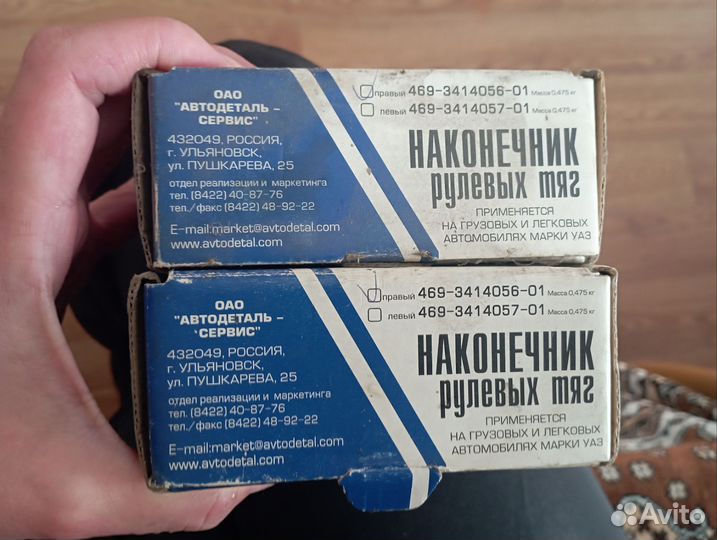 ОАО
"АВТОДЕТАЛЬ -
СЕРВИС"
432049, РОССИЯ,
г. УЛЬЯНОВСК,
ул. ПУШКАРЕВА, 25
отдел реализации и маркетинга
тел. (8422) 40-87-76
тел./факс (8422) 48-92-22
E-mail:market@avtodetal.com
www.avtodetal.com
правый 469-3414056-01 Масса 0,475 кг
левый 469-3414057-01 Масса 0,475 кг
НАКОНЕЧНИК
рулевых тяг
ПРИМЕНЯЕТСЯ
НА ГРУЗОВЫХ И ЛЕГКОВЫХ
АВТОМОБИЛЯХ МАРКИ УАЗ
ОАО
"АВТОДЕТАЛЬ -
СЕРВИС"
432049, РОССИЯ,
г. УЛЬЯНОВСК,
ул. ПУШКАРЕВА, 25
отдел реализации и маркетинга
тел. (8422) 40-87-76
тел./факс (8422) 48-92-22
E-mail:market@avtodetal.com
www.avtodetal.com
правый 469-3414056-01 Масса 0,475 кг
левый 469-3414057-01 Масса 0,475 кг
НАКОНЕЧНИК
рулевых тяг
ПРИМЕНЯЕТСЯ
НА ГРУЗОВЫХ И ЛЕГКОВЫХ
АВТОМОБИЛЯХ МАРКИ УАЗ
Avito